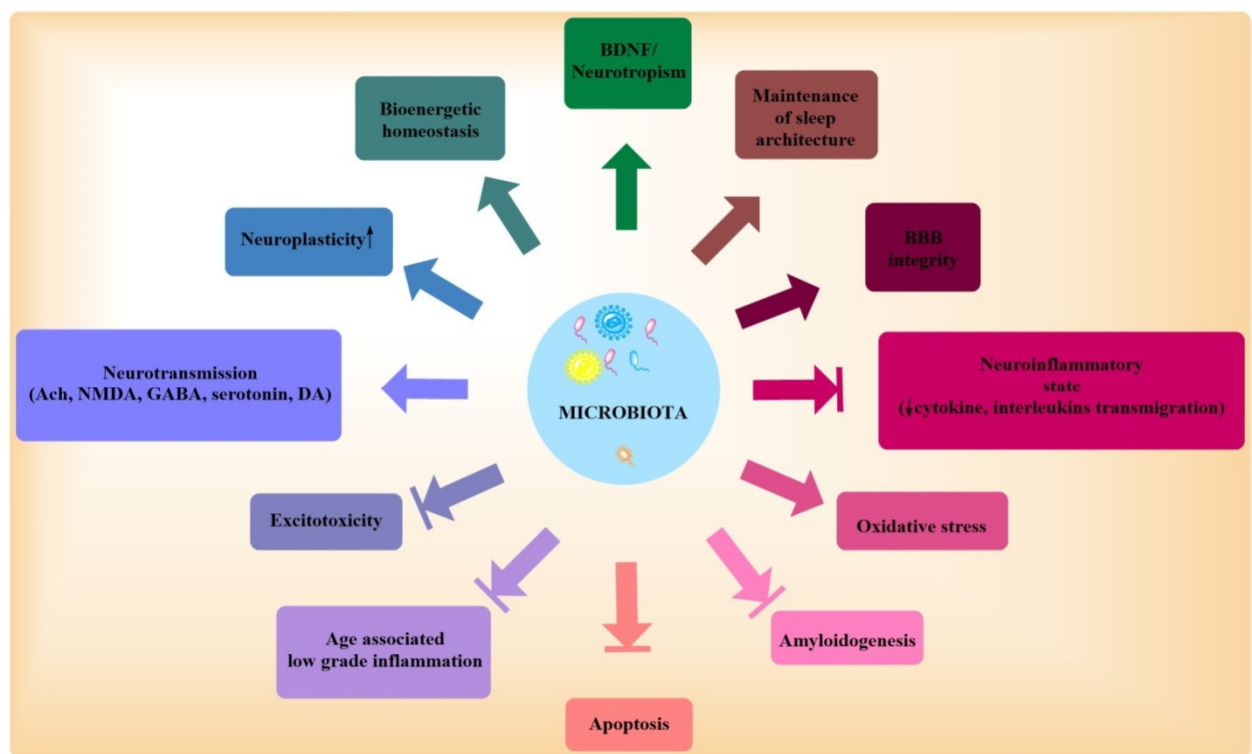 BDNF/
Neurotropism
Bioenergetic
homeostasis
Maintenance
of sleep
architecture
Neuroplasticity↑
BBB
integrity
Neurotransmission
(Ach, NMDA, GABA, serotonin, DA)
MICROBIOTA
Neuroinflammatory
state
(↓cytokine, interleukins transmigration)
Excitotoxicity
Oxidative stress
Age associated
low grade inflammation
Amyloidogenesis
Apoptosis